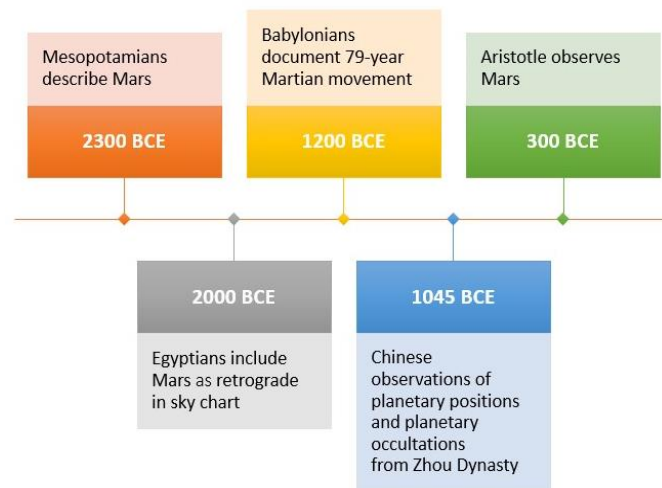 Mesopotamians
describe Mars
2300 BCE
2000 BCE
Egyptians include
Mars as retrograde
in sky chart
Babylonians
document 79-year
Martian movement
1200 BCE
1045 BCE
Chinese
observations of
planetary positions
and planetary
occultations
from Zhou Dynasty
Aristotle observes
Mars
300 BCE